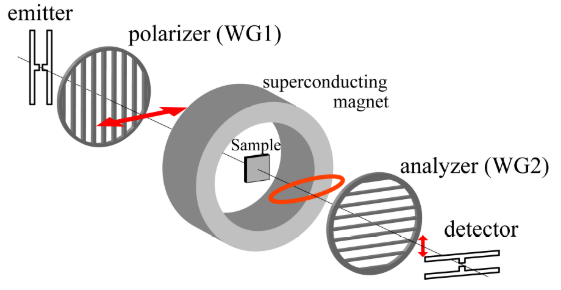 emitter
polarizer (WG1)
superconducting
magnet
Sample
analyzer (WG2)
detector